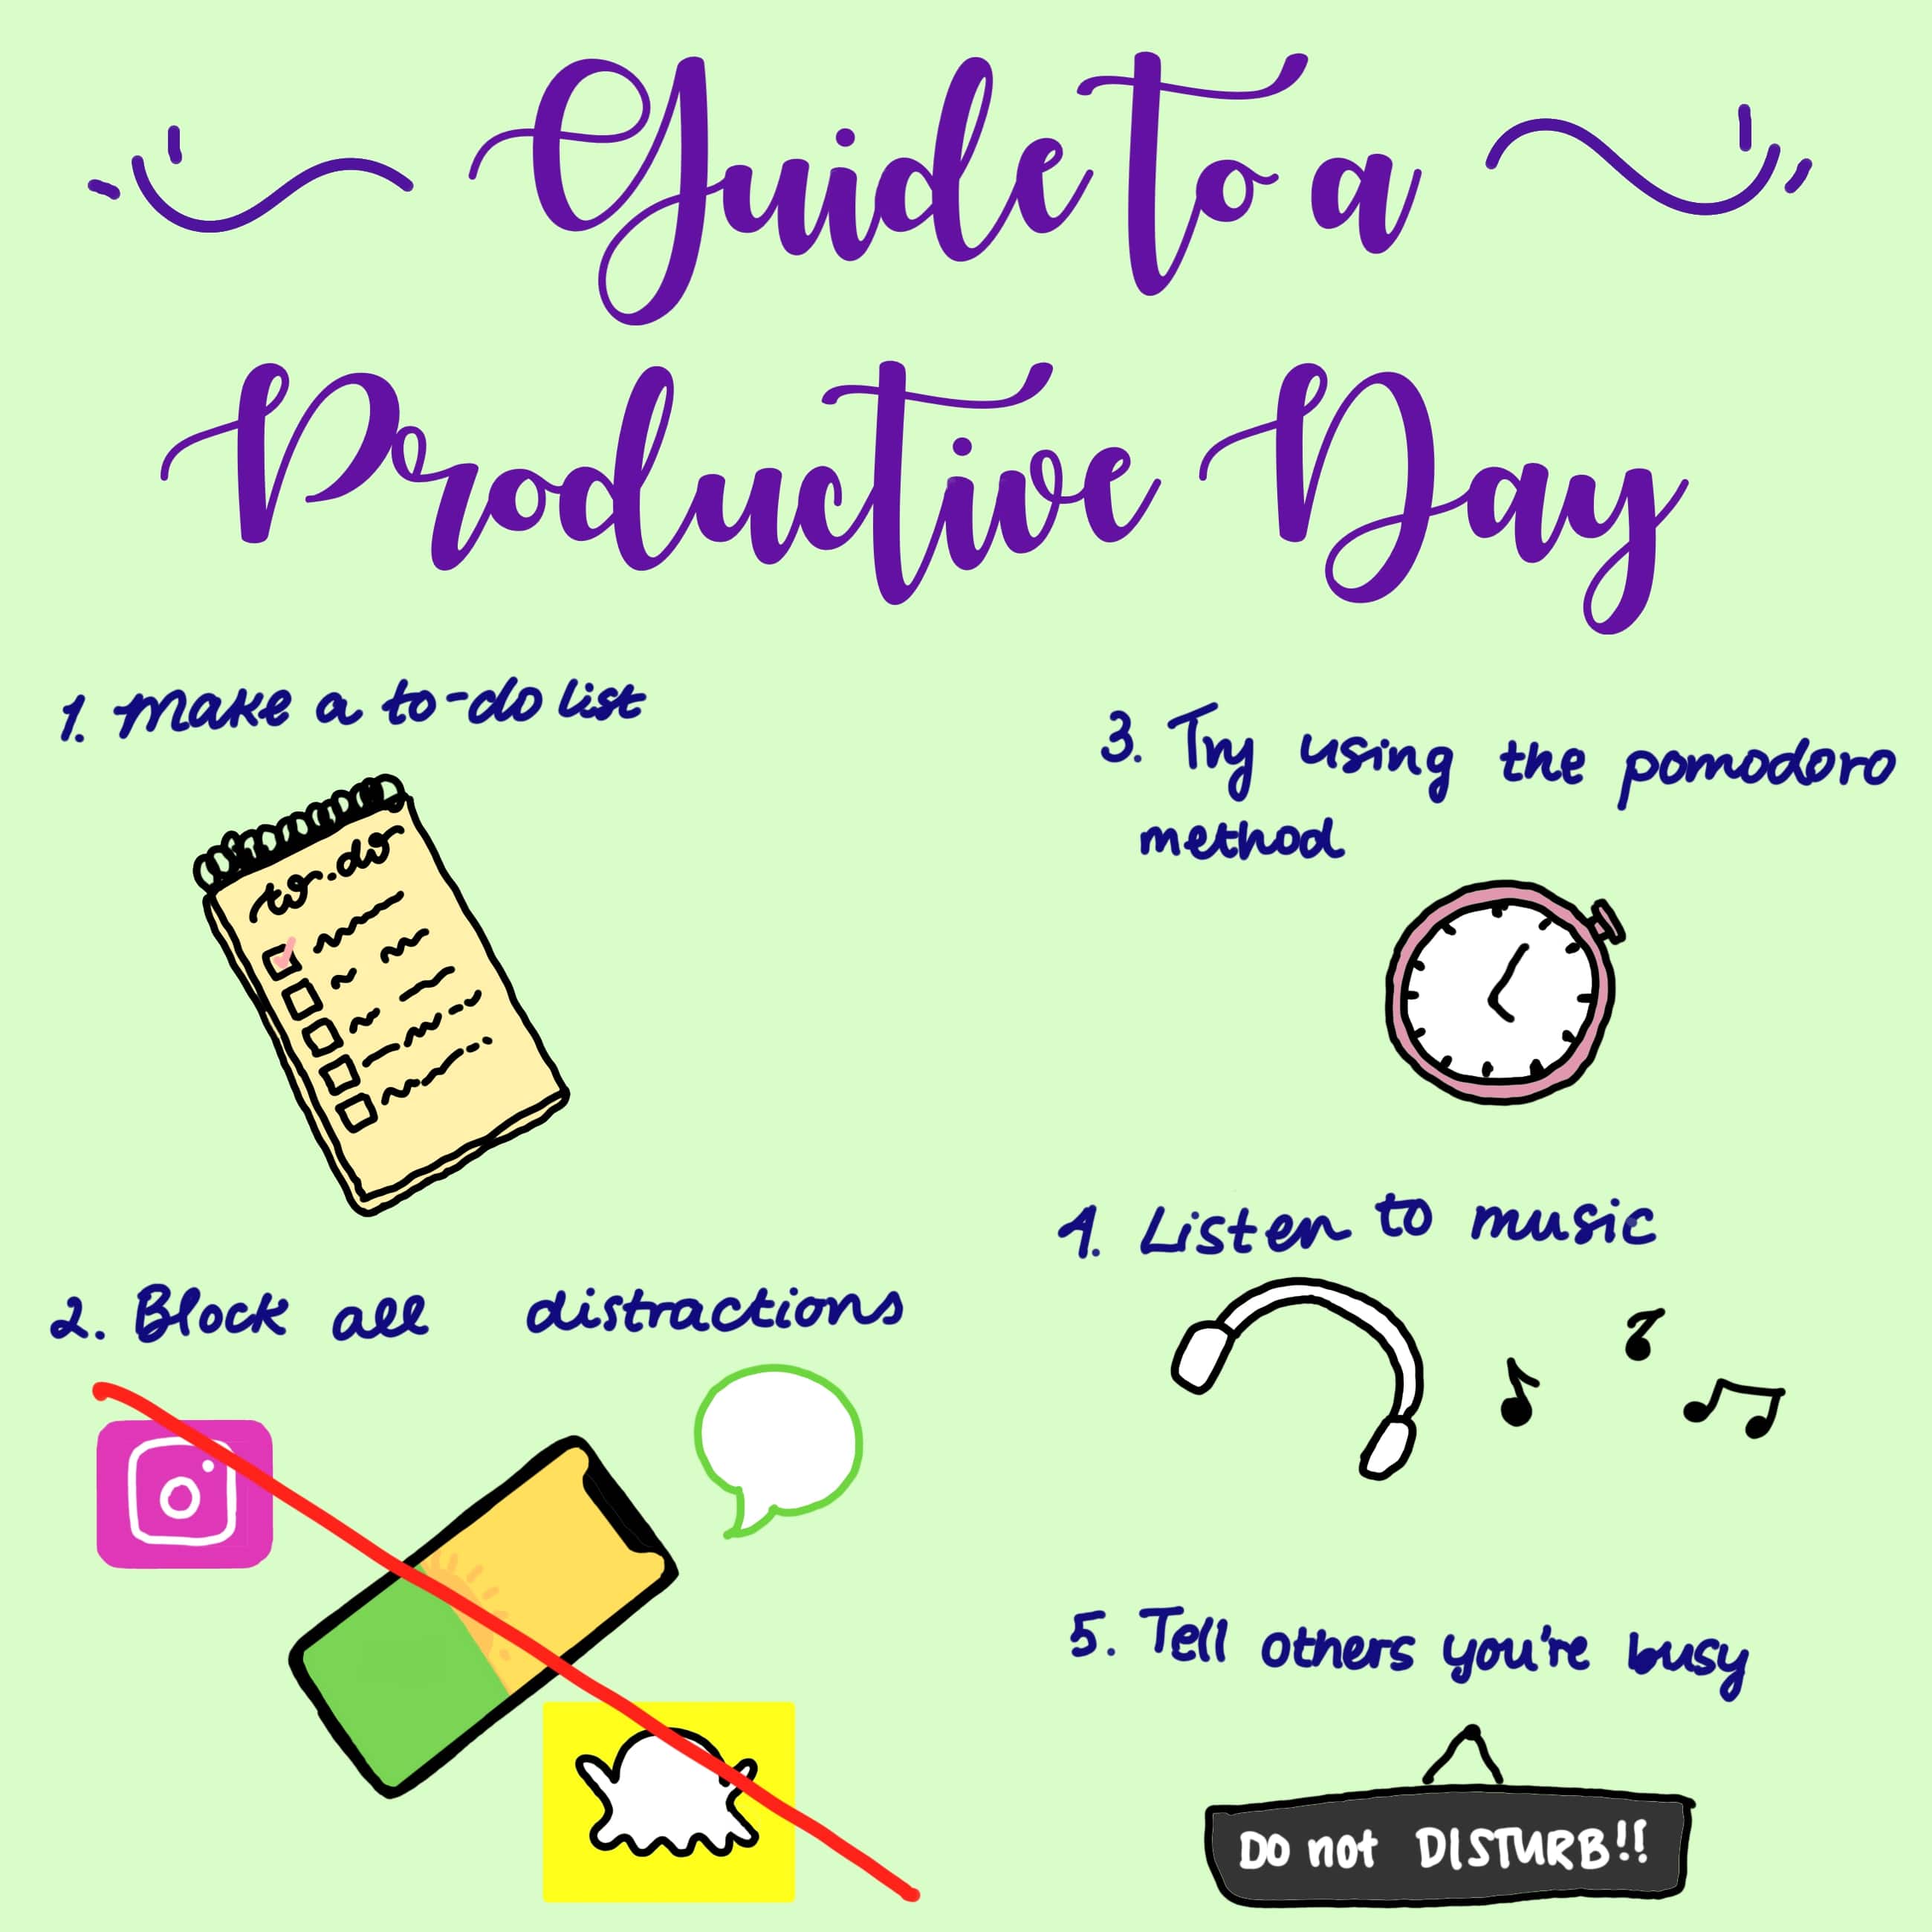 Guide to a
Productive Day
1. Make a to-do list
to-do
2. Block all distractions
3. Try using the pomodoro
method
4. Listen to music
5. Tell others you're busy
DO not DISTURB!!